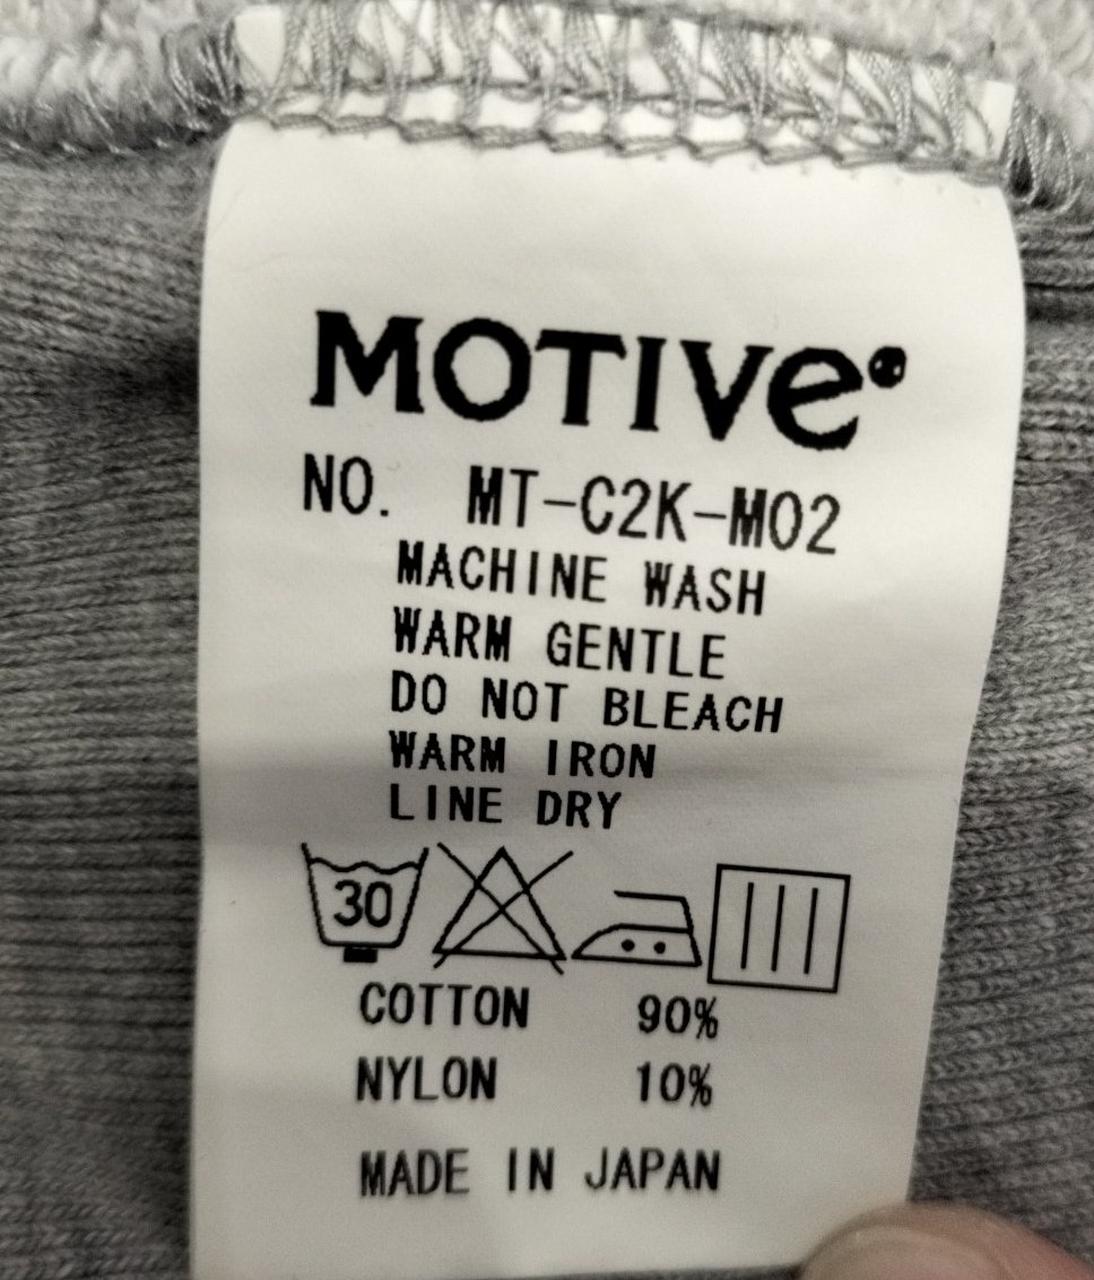 MOTIVe
NO. MT-C2K-M02
MACHINE WASH
WARM GENTLE
DO NOT BLEACH
WARM IRON
LINE DRY
30
COTTON 90%
NYLON 10%
MADE IN JAPAN